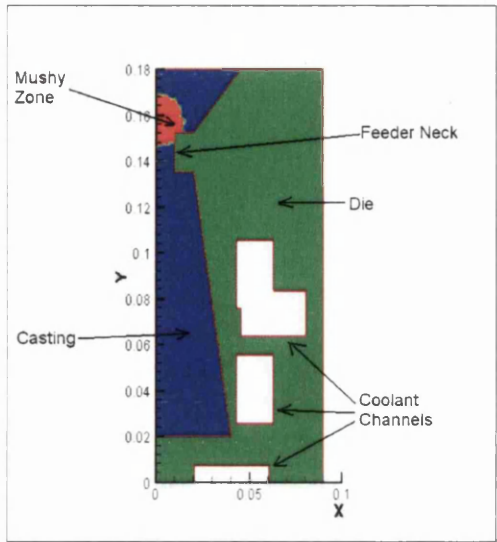 Mushy
Zone
0.18
0.16
0.14
0.12
0.1
0.08
0.06
0.04
0.02
0
Y
Feeder Neck
Die
Casting
Coolant
Channels
0
0.05
0.1
X